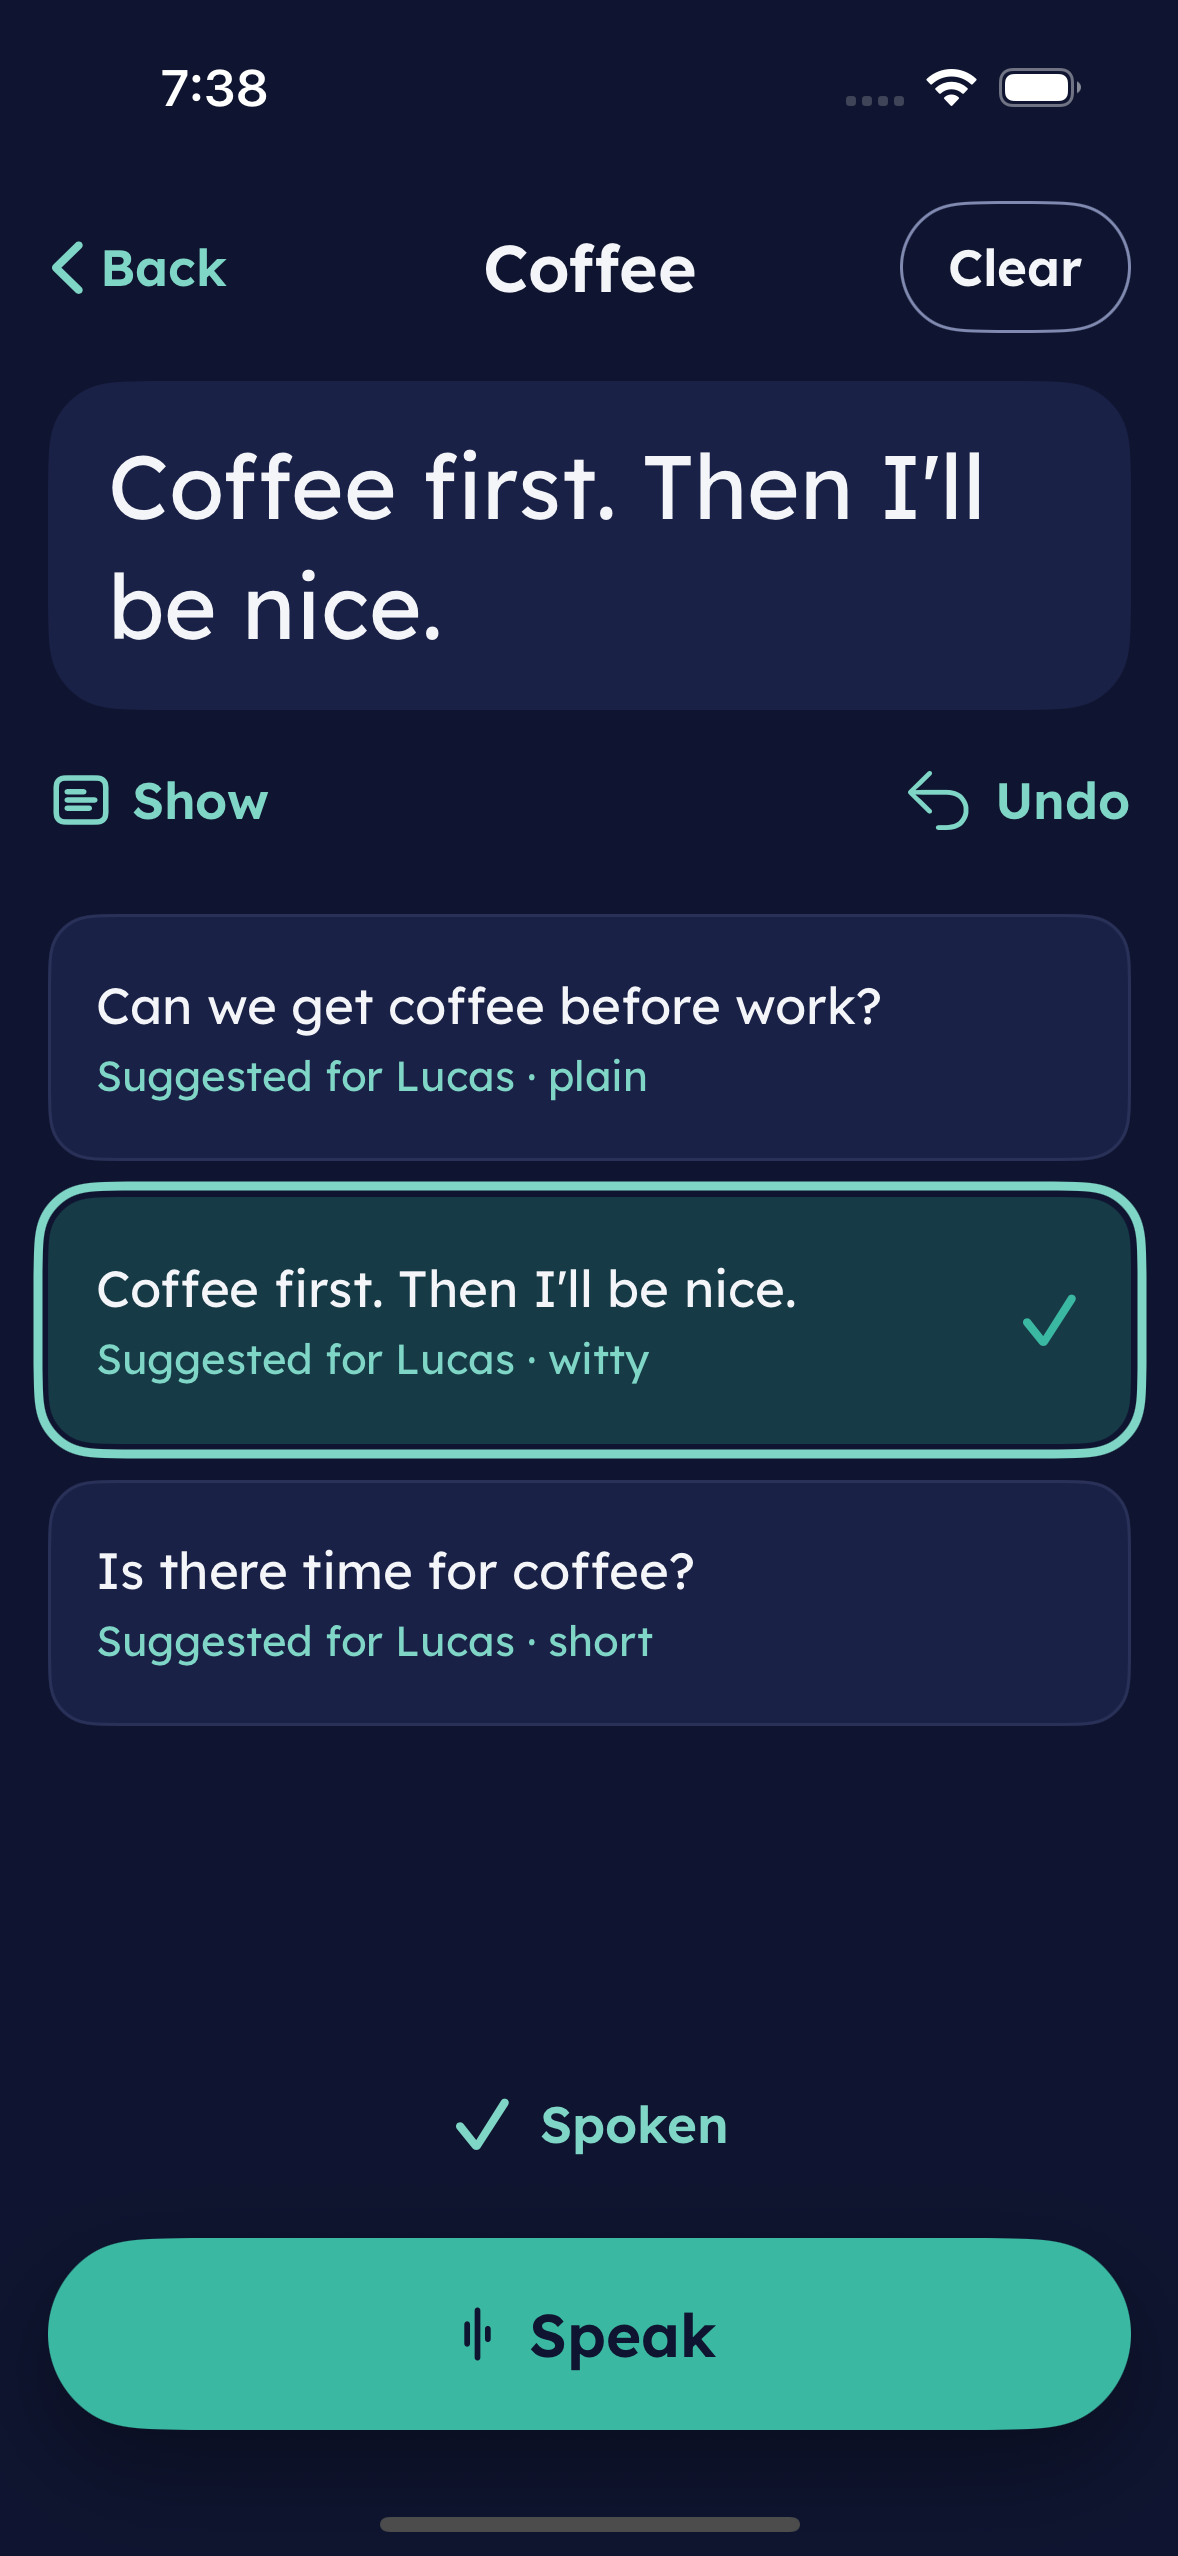 7:38
Back
Coffee
Clear
Coffee first. Then I'll
be nice.
Show
Undo
Can we get coffee before work?
Suggested for Lucas · plain
Coffee first. Then I'll be nice.
Suggested for Lucas · witty
Is there time for coffee?
Suggested for Lucas · short
Spoken
Speak